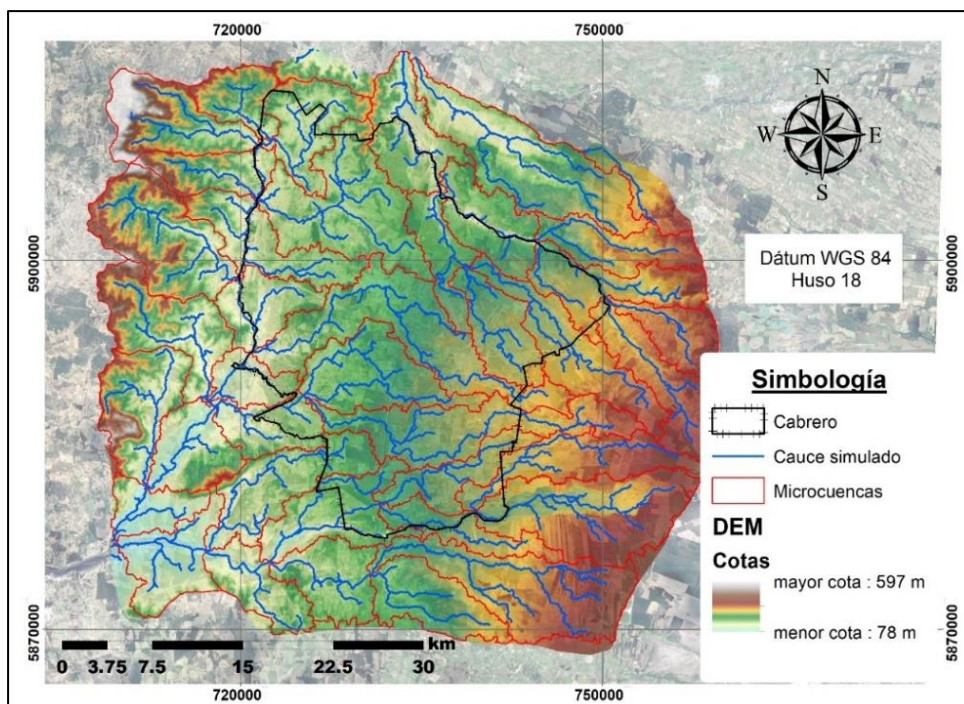 720000
750000
N
W
E
S
5900000
5900000
Dátum WGS 84
Huso 18
Simbología
Cabrero
Cauce simulado
Microcuencas
DEM
Cotas
mayor cota : 597 m
menor cota : 78 m
5870000
5870000
km
0 3.75 7.5 15 22.5 30
720000
750000